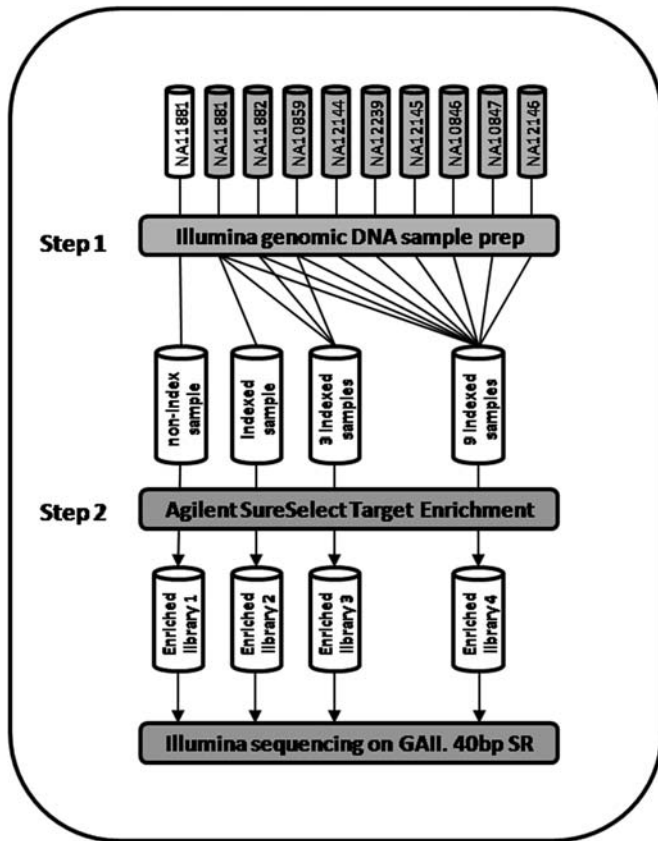 NA11881
NA11881
NA11882
NA10859
NA12144
NA12239
NA12145
NA10846
NA10847
NA12146
Step 1
Illumina genomic DNA sample prep
non-Index
sample
Indexed
sample
3 Indexed
samples
9 Indexed
samples
Step 2
Agilent SureSelect Target Enrichment
Enriched
library 1
Enriched
library 2
Enriched
library 3
Enriched
library 4
Illumina sequencing on GAII. 40bp SR